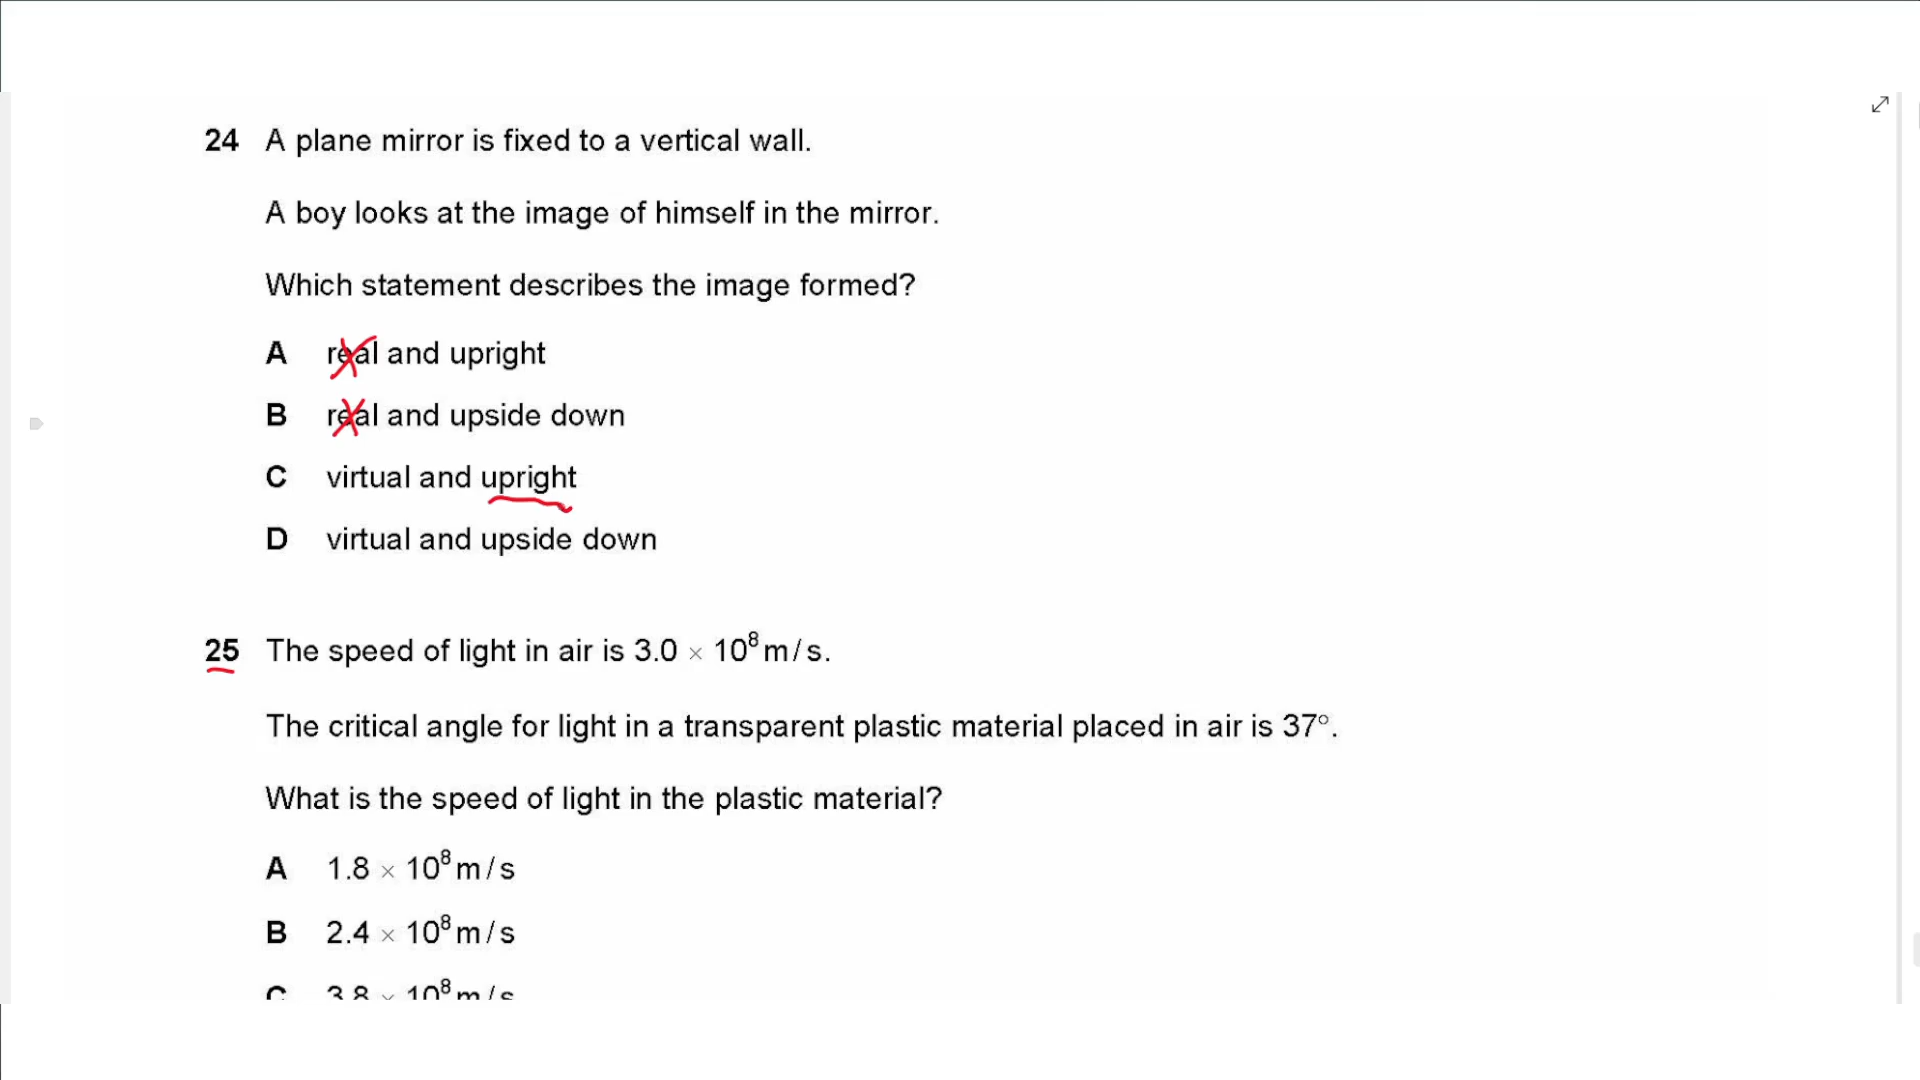 24 A plane mirror is fixed to a vertical wall.
A boy looks at the image of himself in the mirror.
Which statement describes the image formed?
A real and upright
B real and upside down
C virtual and upright
D virtual and upside down
25 The speed of light in air is 3.0 × 10⁸ m/s.
The critical angle for light in a transparent plastic material placed in air is 37°.
What is the speed of light in the plastic material?
A 1.8 × 10⁸ m/s
B 2.4 × 10⁸ m/s
C 3.8 × 10⁸ m/s